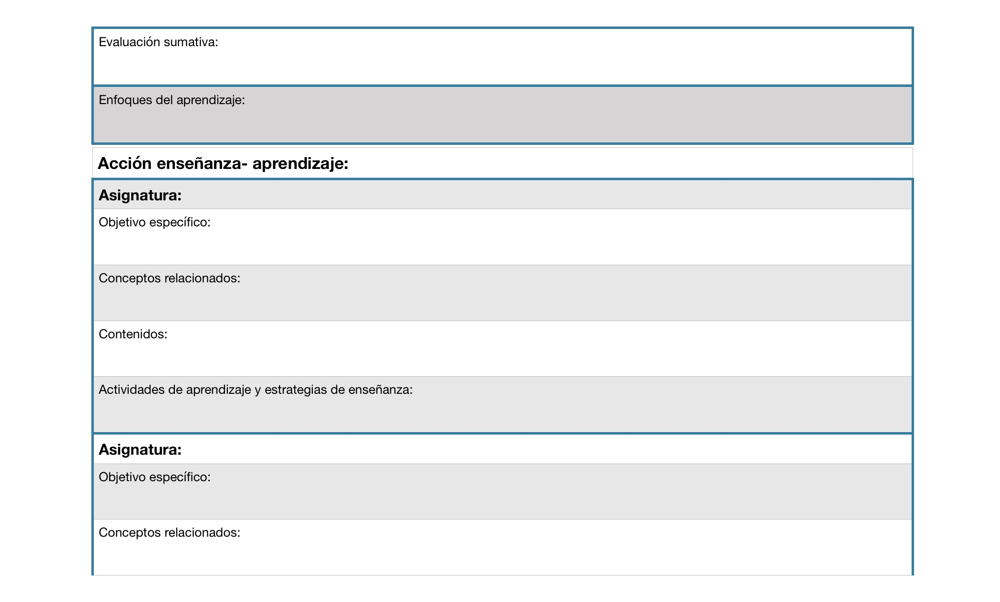 Evaluación sumativa:
Enfoques del aprendizaje:
Acción enseñanza- aprendizaje:
Asignatura:
Objetivo específico:
Conceptos relacionados:
Contenidos:
Actividades de aprendizaje y estrategias de enseñanza:
Asignatura:
Objetivo específico:
Conceptos relacionados: